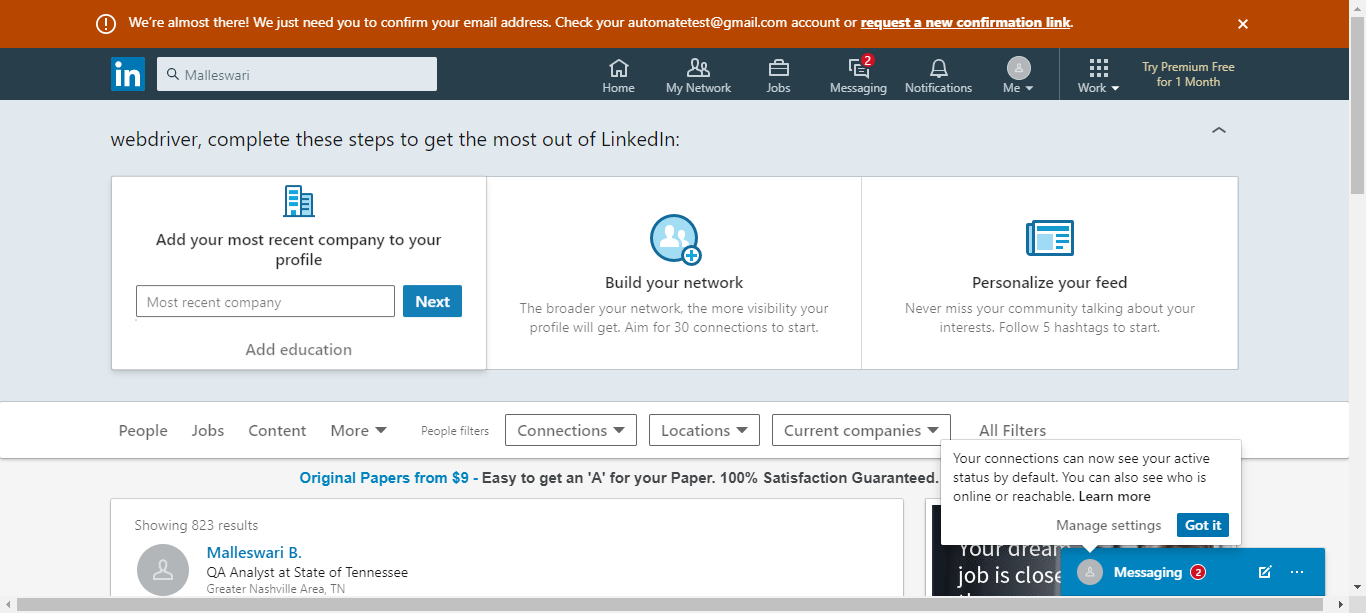 We're almost there! We just need you to confirm your email address. Check your automatetest@gmail.com account or request a new confirmation link.
in
Malleswari
Home
My Network
Jobs
2
Messaging
Notifications
Me
Work
Try Premium Free
for 1 Month
webdriver, complete these steps to get the most out of LinkedIn:
Add your most recent company to your
profile
Most recent company
Next
Add education
Build your network
The broader your network, the more visibility your
profile will get. Aim for 30 connections to start.
Personalize your feed
Never miss your community talking about your
interests. Follow 5 hashtags to start.
People
Jobs
Content
More
People filters
Connections
Locations
Current companies
All Filters
Original Papers from $9 - Easy to get an 'A' for your Paper. 100% Satisfaction Guaranteed.
Your connections can now see your active
status by default. You can also see who is
online or reachable. Learn more
Manage settings
Got it
Showing 823 results
Malleswari B.
QA Analyst at State of Tennessee
Greater Nashville Area, TN
Your dream
job is close
Messaging 2